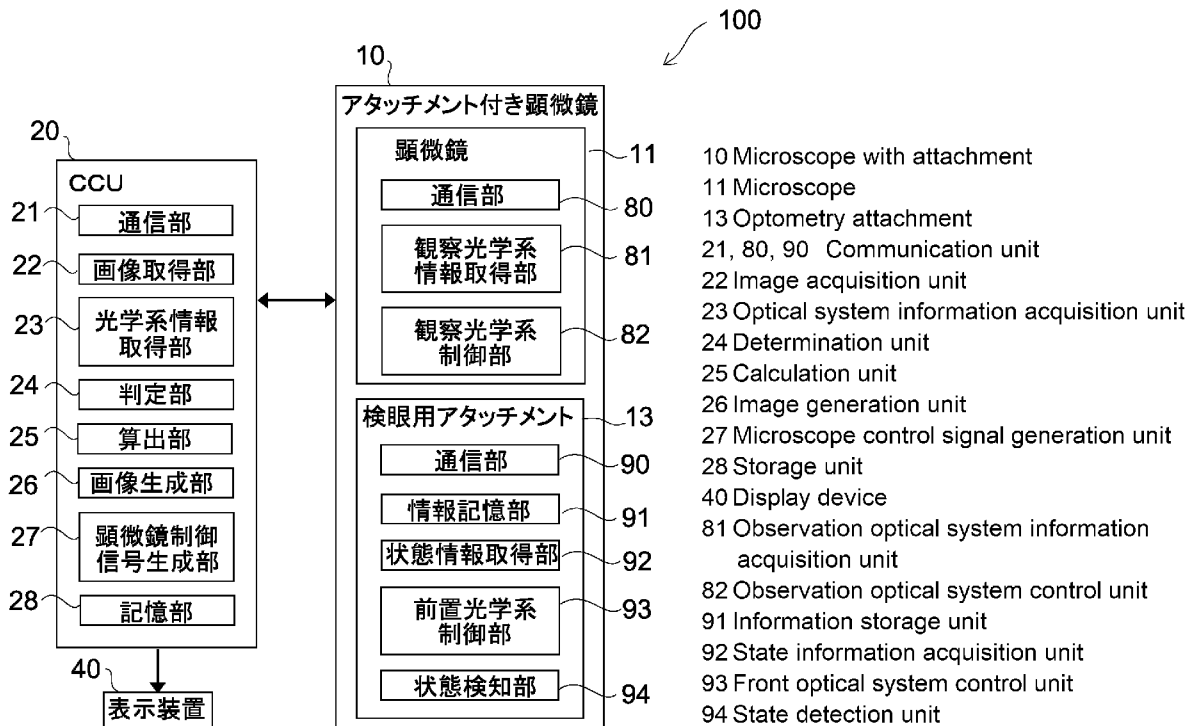 100
10
アタッチメント付き顕微鏡
顕微鏡
11
通信部
80
観察光学系
情報取得部
81
観察光学系
制御部
82
検眼用アタッチメント
13
通信部
90
情報記憶部
91
状態情報取得部
92
前置光学系
制御部
93
状態検知部
94
20
CCU
21
通信部
22
画像取得部
23
光学系情報
取得部
24
判定部
25
算出部
26
画像生成部
27
顕微鏡制御
信号生成部
28
記憶部
40
表示装置
10 Microscope with attachment
11 Microscope
13 Optometry attachment
21, 80, 90 Communication unit
22 Image acquisition unit
23 Optical system information acquisition unit
24 Determination unit
25 Calculation unit
26 Image generation unit
27 Microscope control signal generation unit
28 Storage unit
40 Display device
81 Observation optical system information
acquisition unit
82 Observation optical system control unit
91 Information storage unit
92 State information acquisition unit
93 Front optical system control unit
94 State detection unit